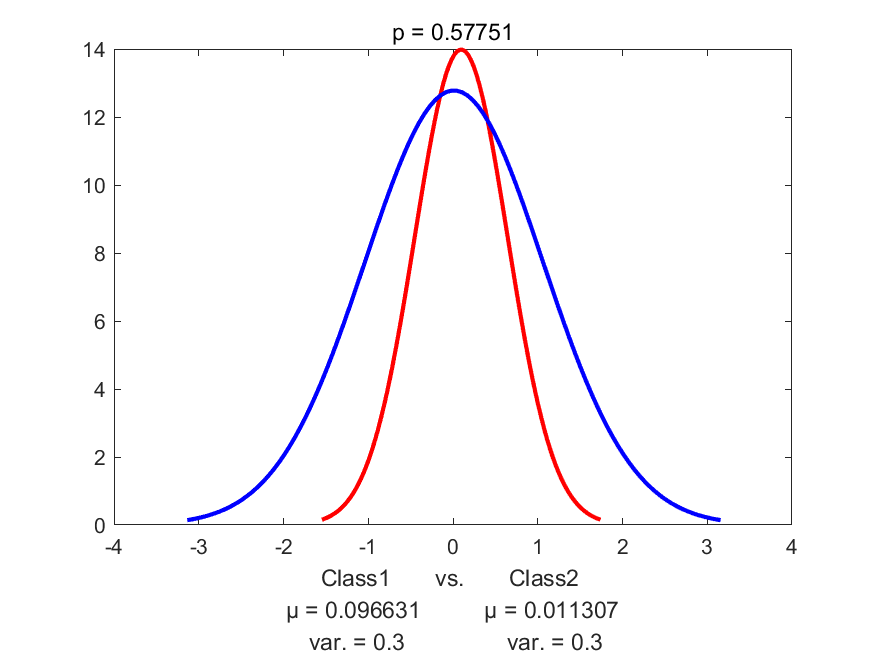 p = 0.57751
14
12
10
8
6
4
2
0
-4 -3 -2 -1 0 1 2 3 4
Class1 vs. Class2
μ = 0.096631 μ = 0.011307
var. = 0.3 var. = 0.3